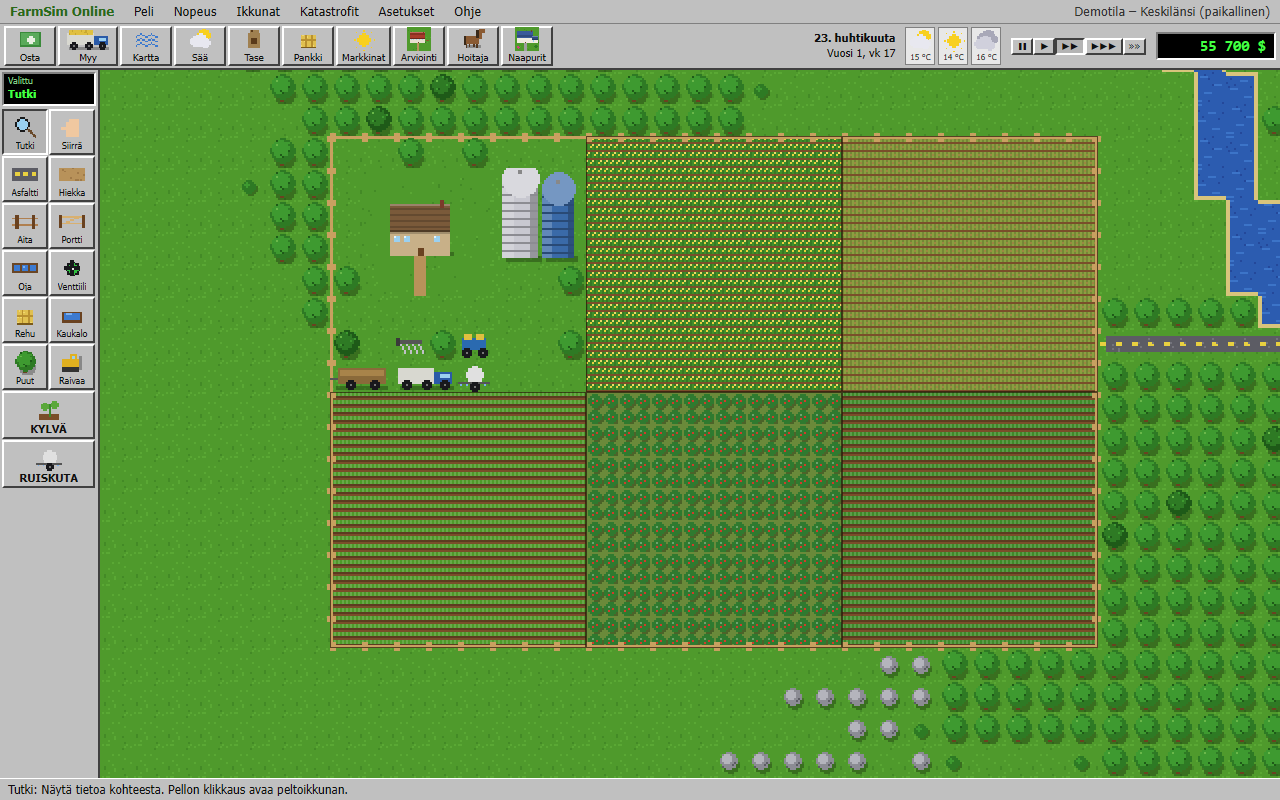 FarmSim Online Peli Nopeus Ikkunat Katastrofit Asetukset Ohje Demotila – Keskilänsi (paikallinen)
Osta Myy Kartta Sää Tase Pankki Markkinat Arviointi Hoitaja Naapurit
23. huhtikuuta
Vuosi 1, vk 17
15 °C 14 °C 16 °C
55 700 $
Valittu
Tutki
Tutki Siirrä
Asfaltti Hiekka
Aita Portti
Oja Venttiili
Rehu Kaukalo
Puut Raivaa
KYLVÄ
RUISKUTA
Tutki: Näytä tietoa kohteesta. Pellon klikkaus avaa peltoikkunan.